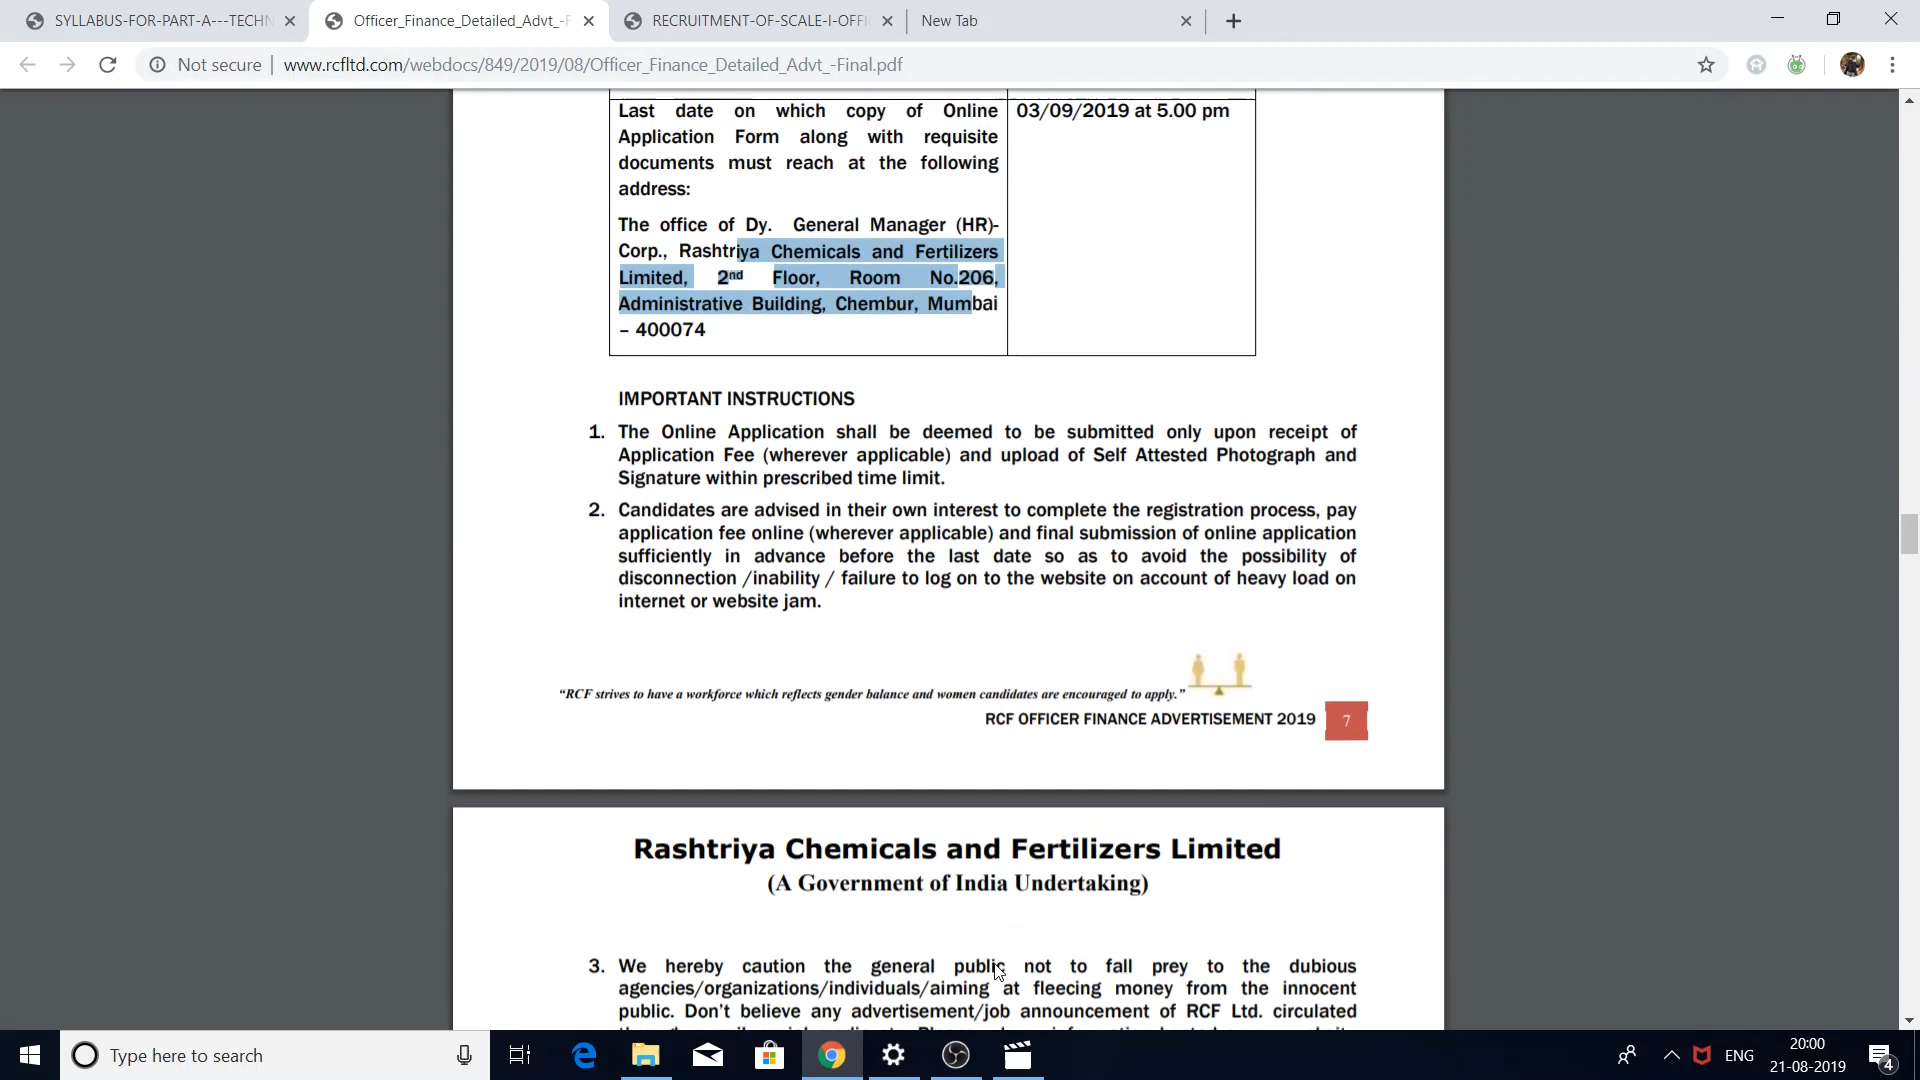 SYLLABUS-FOR-PART-A---TECHN
Officer_Finance_Detailed_Advt_-F
RECRUITMENT-OF-SCALE-I-OFFI
New Tab
Not secure
www.rcfltd.com/webdocs/849/2019/08/Officer_Finance_Detailed_Advt_-Final.pdf
Last date on which copy of Online
Application Form along with requisite
documents must reach at the following
address:
03/09/2019 at 5.00 pm
The office of Dy. General Manager (HR)-
Corp., Rashtriya Chemicals and Fertilizers
Limited, 2nd Floor, Room No.206,
Administrative Building, Chembur, Mumbai
– 400074
IMPORTANT INSTRUCTIONS
1. The Online Application shall be deemed to be submitted only upon receipt of
Application Fee (wherever applicable) and upload of Self Attested Photograph and
Signature within prescribed time limit.
2. Candidates are advised in their own interest to complete the registration process, pay
application fee online (wherever applicable) and final submission of online application
sufficiently in advance before the last date so as to avoid the possibility of
disconnection /inability / failure to log on to the website on account of heavy load on
internet or website jam.
“RCF strives to have a workforce which reflects gender balance and women candidates are encouraged to apply.”
RCF OFFICER FINANCE ADVERTISEMENT 2019 7
Rashtriya Chemicals and Fertilizers Limited
(A Government of India Undertaking)
3. We hereby caution the general public not to fall prey to the dubious
agencies/organizations/individuals/aiming at fleecing money from the innocent
public. Don’t believe any advertisement/job announcement of RCF Ltd. circulated
Type here to search
ENG
20:00
21-08-2019
4